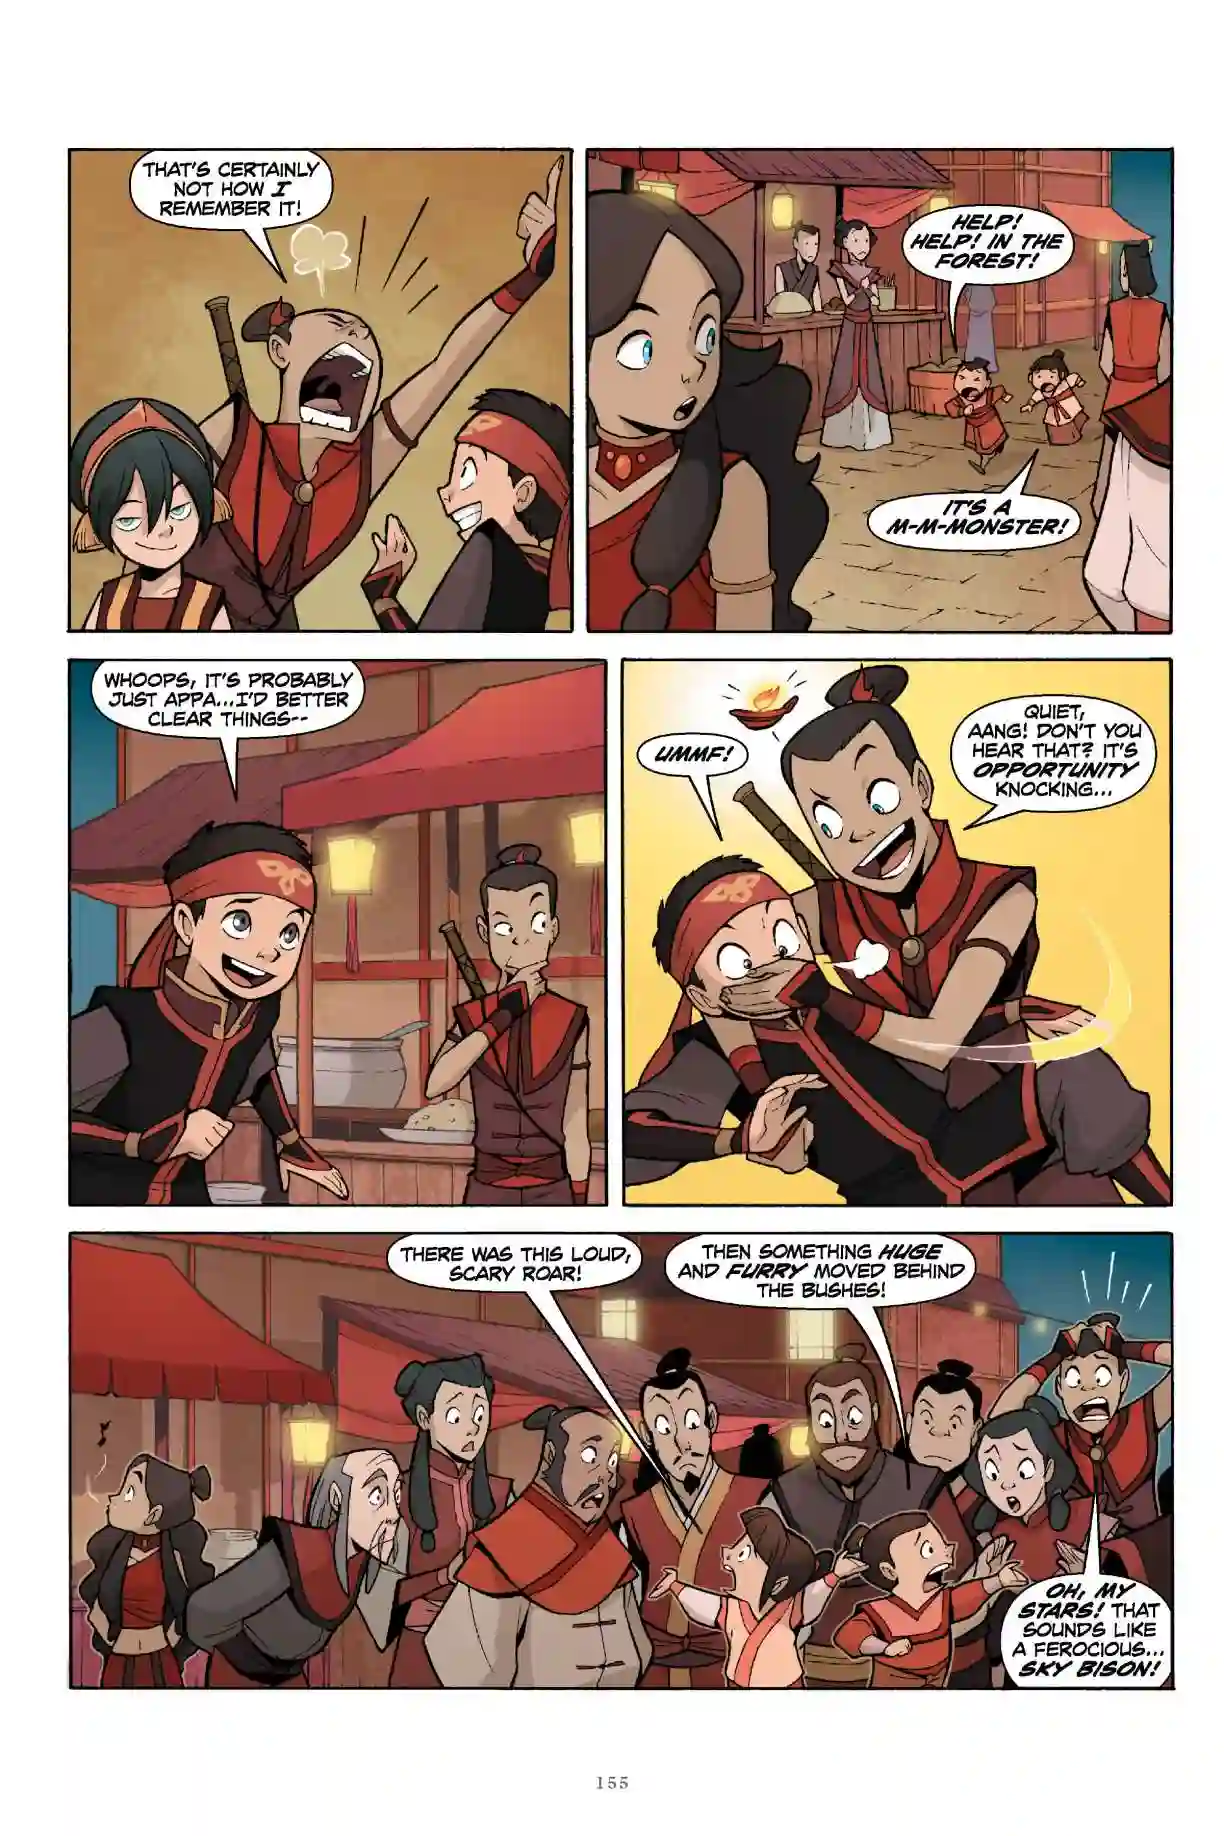 THAT'S CERTAINLY
NOT HOW I
REMEMBER IT!
HELP!
HELP! IN THE
FOREST!
IT'S A
M-M-MONSTER!
WHOOPS, IT'S PROBABLY
JUST APPA...I'D BETTER
CLEAR THINGS--
UMMF!
QUIET,
AANG! DON'T YOU
HEAR THAT? IT'S
OPPORTUNITY
KNOCKING...
THERE WAS THIS LOUD,
SCARY ROAR!
THEN SOMETHING HUGE
AND FURRY MOVED BEHIND
THE BUSHES!
OH, MY
STARS! THAT
SOUNDS LIKE
A FEROCIOUS...
SKY BISON!
155